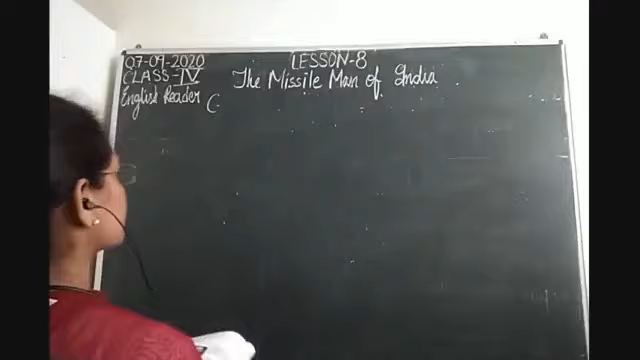 07-09-2020
LESSON-8
CLASS-IV
The Missile Man of India
English Reader
(